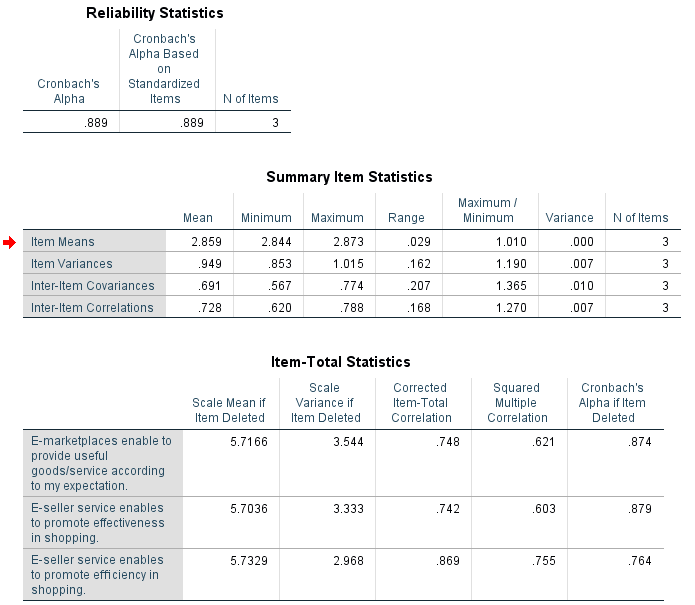 Reliability Statistics
Cronbach's Alpha
Cronbach's Alpha Based on Standardized Items
N of Items
.889 .889 3
Summary Item Statistics
Mean Minimum Maximum Range Maximum / Minimum Variance N of Items
Item Means 2.859 2.844 2.873 .029 1.010 .000 3
Item Variances .949 .853 1.015 .162 1.190 .007 3
Inter-Item Covariances .691 .567 .774 .207 1.365 .010 3
Inter-Item Correlations .728 .620 .788 .168 1.270 .007 3
Item-Total Statistics
Scale Mean if Item Deleted
Scale Variance if Item Deleted
Corrected Item-Total Correlation
Squared Multiple Correlation
Cronbach's Alpha if Item Deleted
E-marketplaces enable to 5.7166 3.544 .748 .621 .874
provide useful
goods/service according
to my expectation.
E-seller service enables 5.7036 3.333 .742 .603 .879
to promote effectiveness
in shopping.
E-seller service enables 5.7329 2.968 .869 .755 .764
to promote efficiency in
shopping.